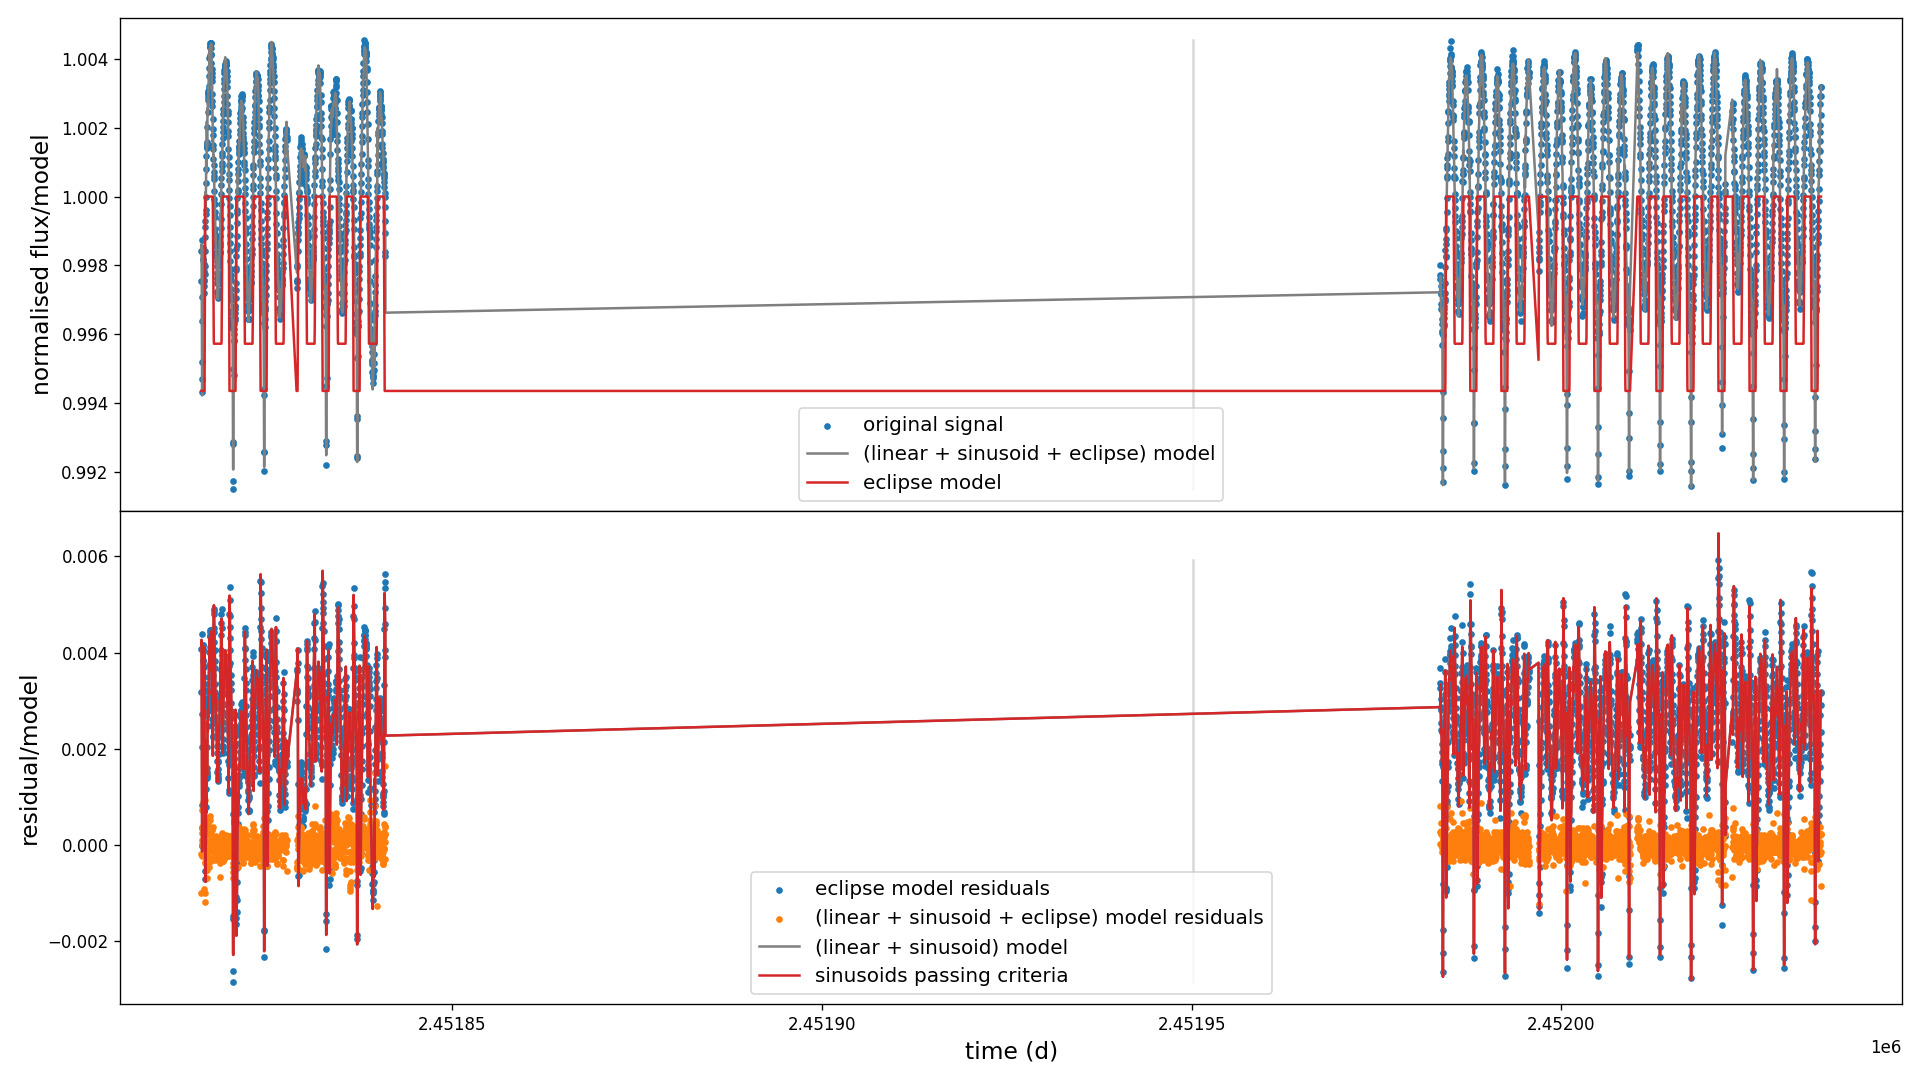 normalised flux/model
1.004
1.002
1.000
0.998
0.996
0.994
0.992
original signal
(linear + sinusoid + eclipse) model
eclipse model
residual/model
0.006
0.004
0.002
0.000
−0.002
eclipse model residuals
(linear + sinusoid + eclipse) model residuals
(linear + sinusoid) model
sinusoids passing criteria
2.45185
2.45190
2.45195
2.45200
time (d)
1e6